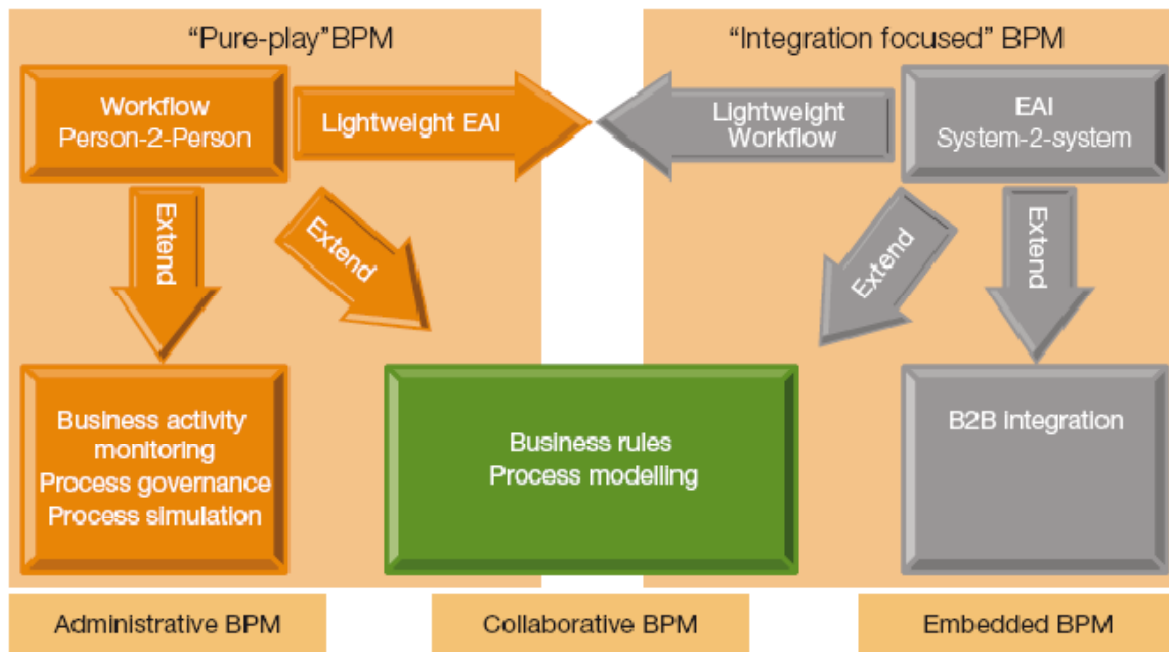 “Pure-play” BPM
“Integration focused” BPM
Workflow
Person-2-Person
Lightweight EAI
Lightweight
Workflow
EAI
System-2-system
Extend
Extend
Extend
Extend
Business activity
monitoring
Process governance
Process simulation
Business rules
Process modelling
B2B integration
Administrative BPM
Collaborative BPM
Embedded BPM